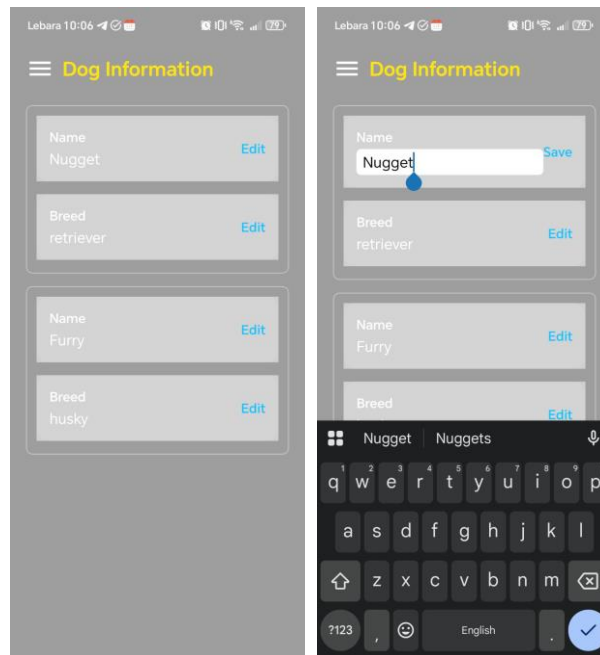 Lebara 10:06
79
Dog Information
Name
Nugget
Edit
Breed
retriever
Edit
Name
Furry
Edit
Breed
husky
Edit
Lebara 10:06
79
Dog Information
Name
Nugget
Save
Breed
retriever
Edit
Name
Furry
Edit
Breed
Edit
Nugget Nuggets
1 2 3 4 5 6 7 8 9
q w e r t y u i o p
a s d f g h j k l
z x c v b n m
?123 , English .